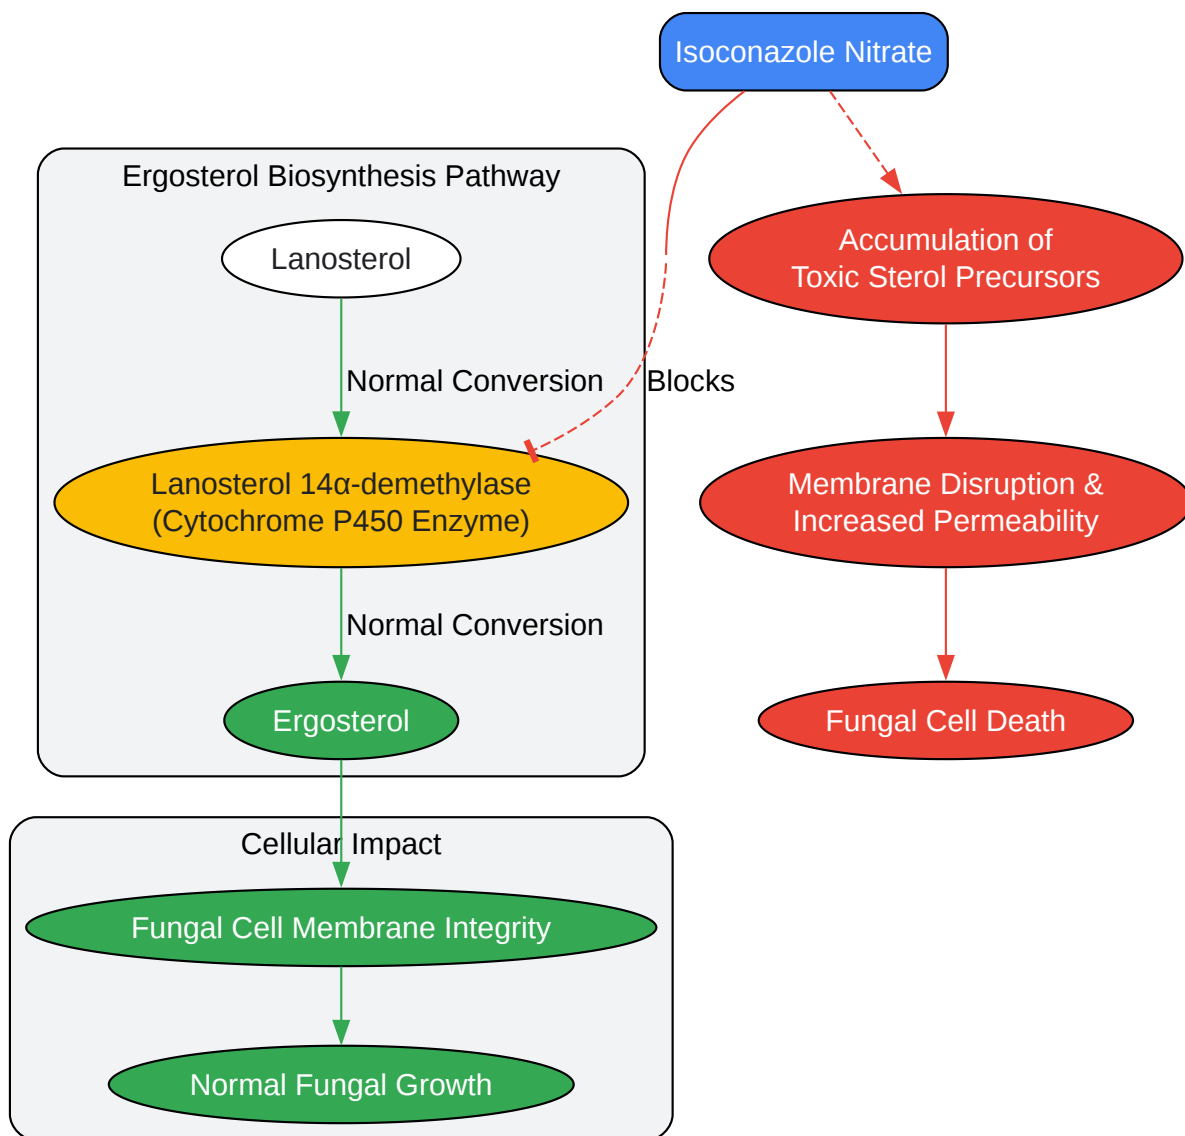 Isoconazole Nitrate
Ergosterol Biosynthesis Pathway
Lanosterol
Accumulation of
Toxic Sterol Precursors
Normal Conversion
Blocks
Lanosterol 14α-demethylase
(Cytochrome P450 Enzyme)
Membrane Disruption &
Increased Permeability
Normal Conversion
Ergosterol
Fungal Cell Death
Cellular Impact
Fungal Cell Membrane Integrity
Normal Fungal Growth